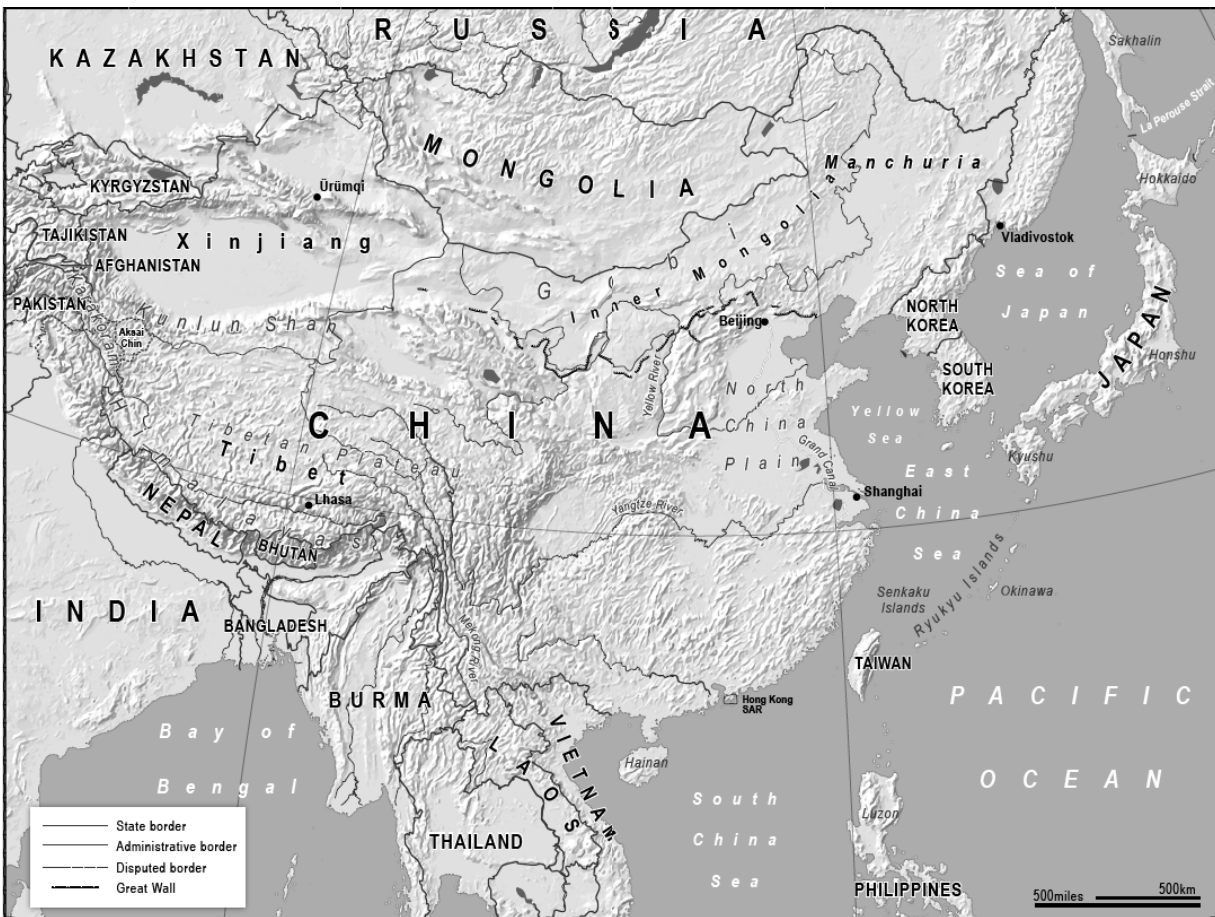 RUSSIA
KAZAKHSTAN
Sakhalin
La Perouse Strait
MONGOLIA
Manchuria
Hokkaido
KYRGYZSTAN
Ürümqi
Xinjiang
TAJIKISTAN
AFGHANISTAN
Vladivostok
Sea of
Japan
Gobi
Inner Mongolia
PAKISTAN
Karakoram
Kunlun Shan
Aksai
Chin
Beijing
NORTH
KOREA
SOUTH
KOREA
JAPAN
Honshu
Yellow River
North
China
Plain
CHINA
Yellow
Sea
Kyushu
Tibetan Plateau
Tibet
Grand Canal
East
China
Sea
Himalayas
Lhasa
Yangtze River
Shanghai
NEPAL
BHUTAN
Senkaku
Islands
Ryukyu Islands
Okinawa
INDIA
BANGLADESH
Mekong River
TAIWAN
BURMA
Hong Kong
SAR
PACIFIC
OCEAN
Bay of
Bengal
LAOS
VIETNAM
Hainan
South
China
Sea
Luzon
THAILAND
PHILIPPINES
State border
Administrative border
Disputed border
Great Wall
500miles
500km